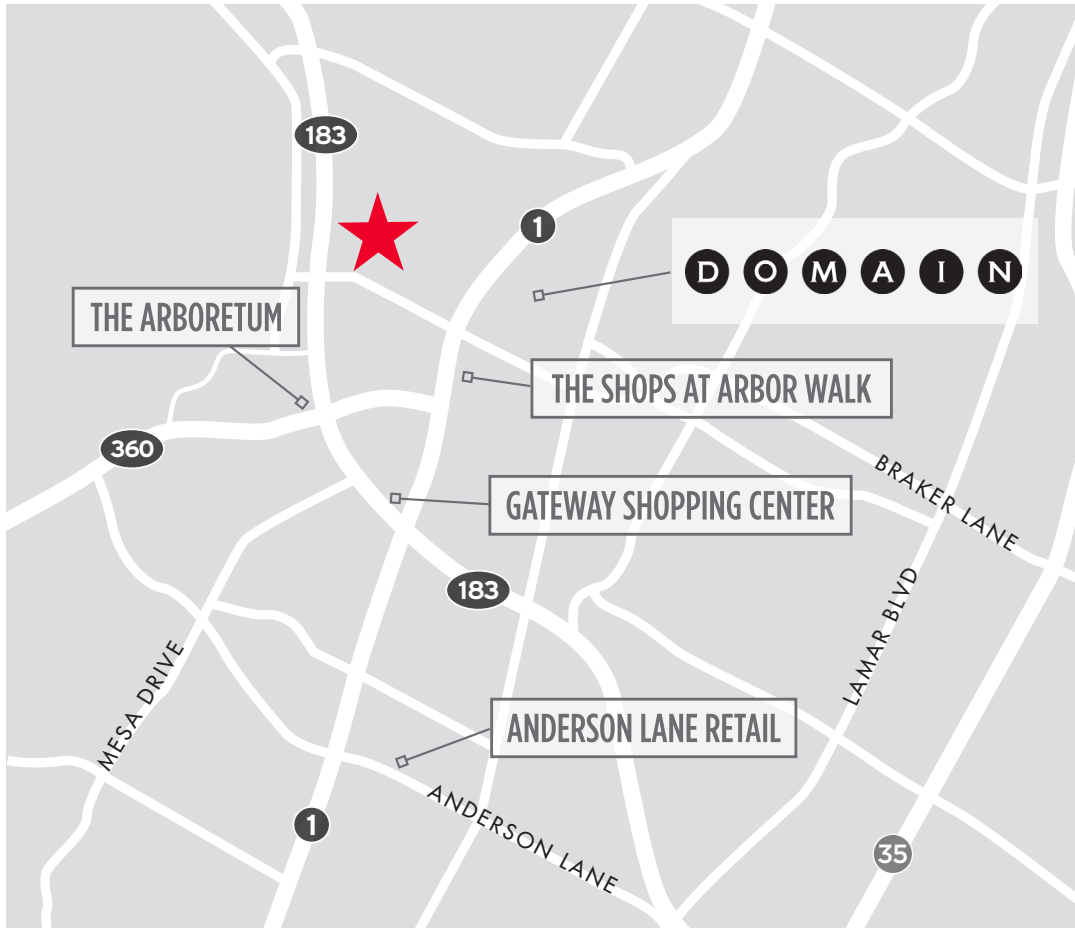 183
1
DOMAIN
THE ARBORETUM
THE SHOPS AT ARBOR WALK
360
BRAKER LANE
GATEWAY SHOPPING CENTER
183
LAMAR BLVD
MESA DRIVE
ANDERSON LANE RETAIL
ANDERSON LANE
1
35